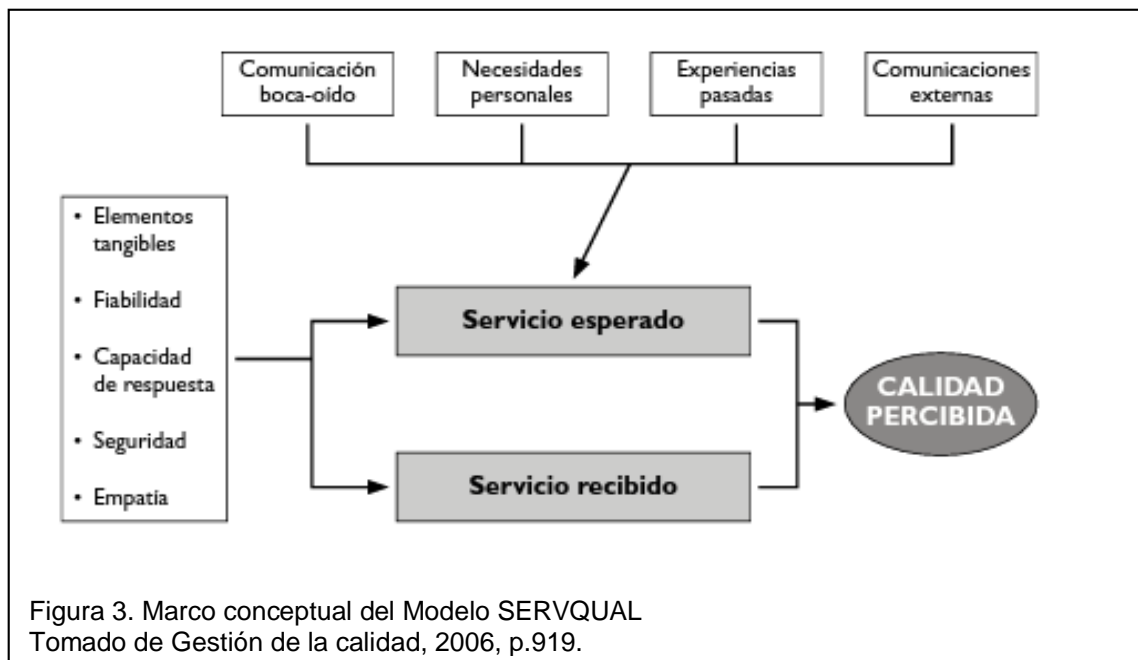 Comunicación
boca-oído
Necesidades
personales
Experiencias
pasadas
Comunicaciones
externas
• Elementos
tangibles
• Fiabilidad
• Capacidad
de respuesta
• Seguridad
• Empatía
Servicio esperado
Servicio recibido
CALIDAD
PERCIBIDA
Figura 3. Marco conceptual del Modelo SERVQUAL
Tomado de Gestión de la calidad, 2006, p.919.